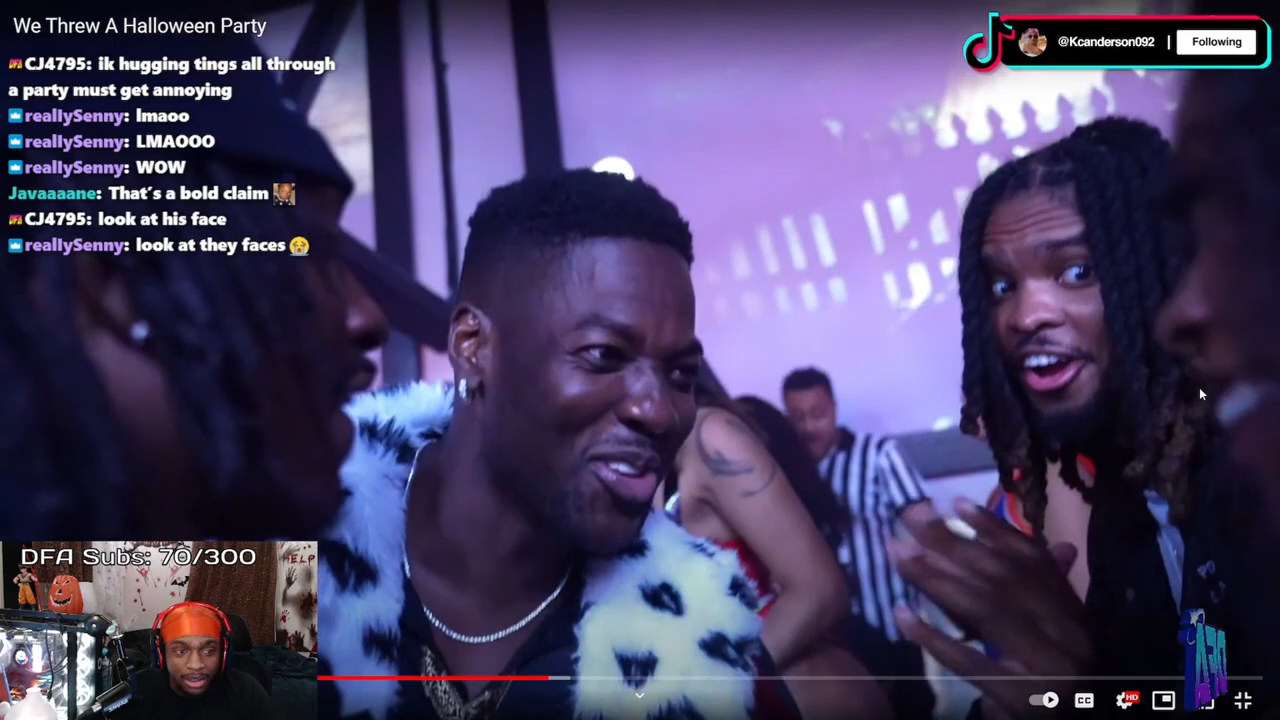 We Threw A Halloween Party
CJ4795: ik hugging tings all through
a party must get annoying
reallySenny: lmaoo
reallySenny: LMAOOO
reallySenny: WOW
Javaaaane: That's a bold claim
CJ4795: look at his face
reallySenny: look at they faces
@Kcanderson092 | Following
DFA Subs: 70/300
HELP
CC
HD